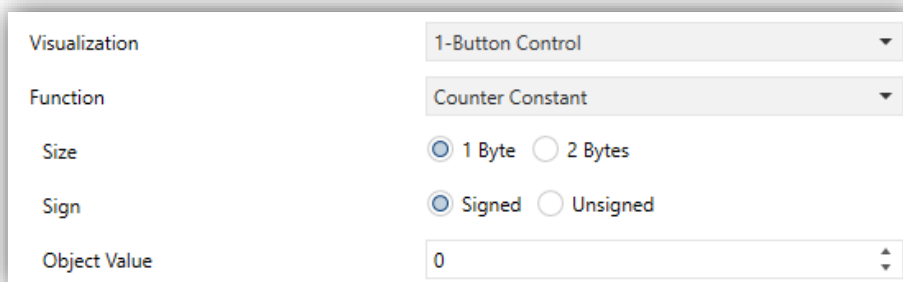 Visualization 1-Button Control
Function Counter Constant
Size 1 Byte 2 Bytes
Sign Signed Unsigned
Object Value 0